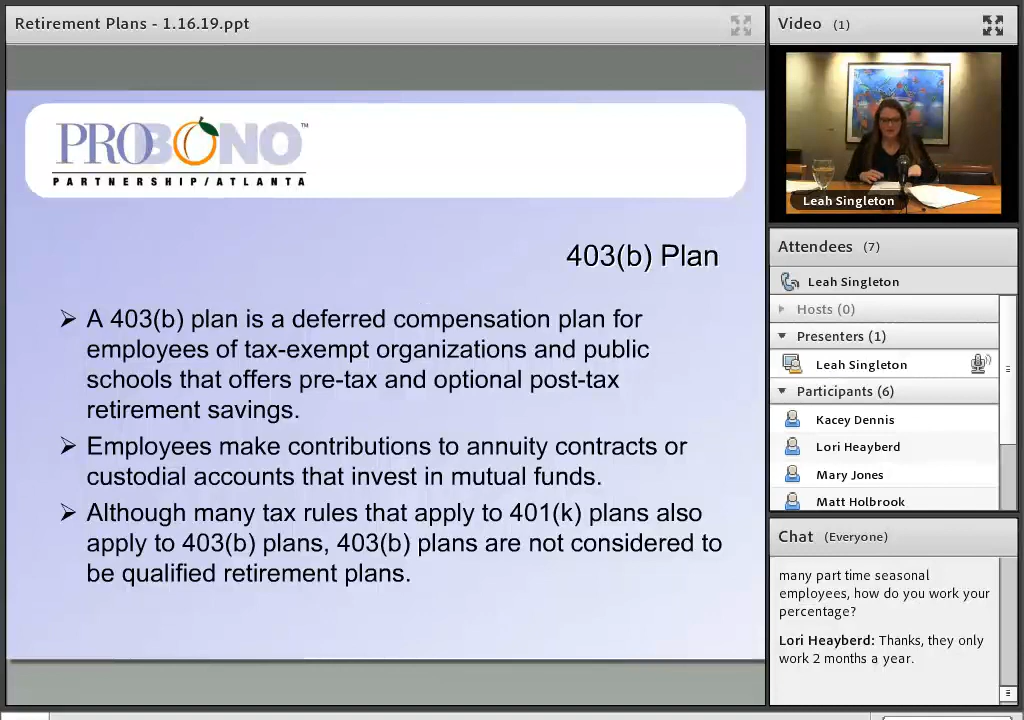 Retirement Plans - 1.16.19.ppt
PROBONO™
PARTNERSHIP/ATLANTA
403(b) Plan
➢ A 403(b) plan is a deferred compensation plan for
employees of tax-exempt organizations and public
schools that offers pre-tax and optional post-tax
retirement savings.
➢ Employees make contributions to annuity contracts or
custodial accounts that invest in mutual funds.
➢ Although many tax rules that apply to 401(k) plans also
apply to 403(b) plans, 403(b) plans are not considered to
be qualified retirement plans.
Video (1)
Leah Singleton
Attendees (7)
Leah Singleton
Hosts (0)
Presenters (1)
Leah Singleton
Participants (6)
Kacey Dennis
Lori Heayberd
Mary Jones
Matt Holbrook
Chat (Everyone)
many part time seasonal
employees, how do you work your
percentage?
Lori Heayberd: Thanks, they only
work 2 months a year.